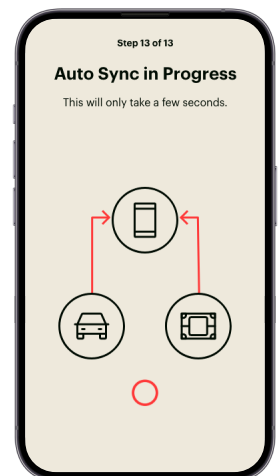 Step 13 of 13
Auto Sync in Progress
This will only take a few seconds.